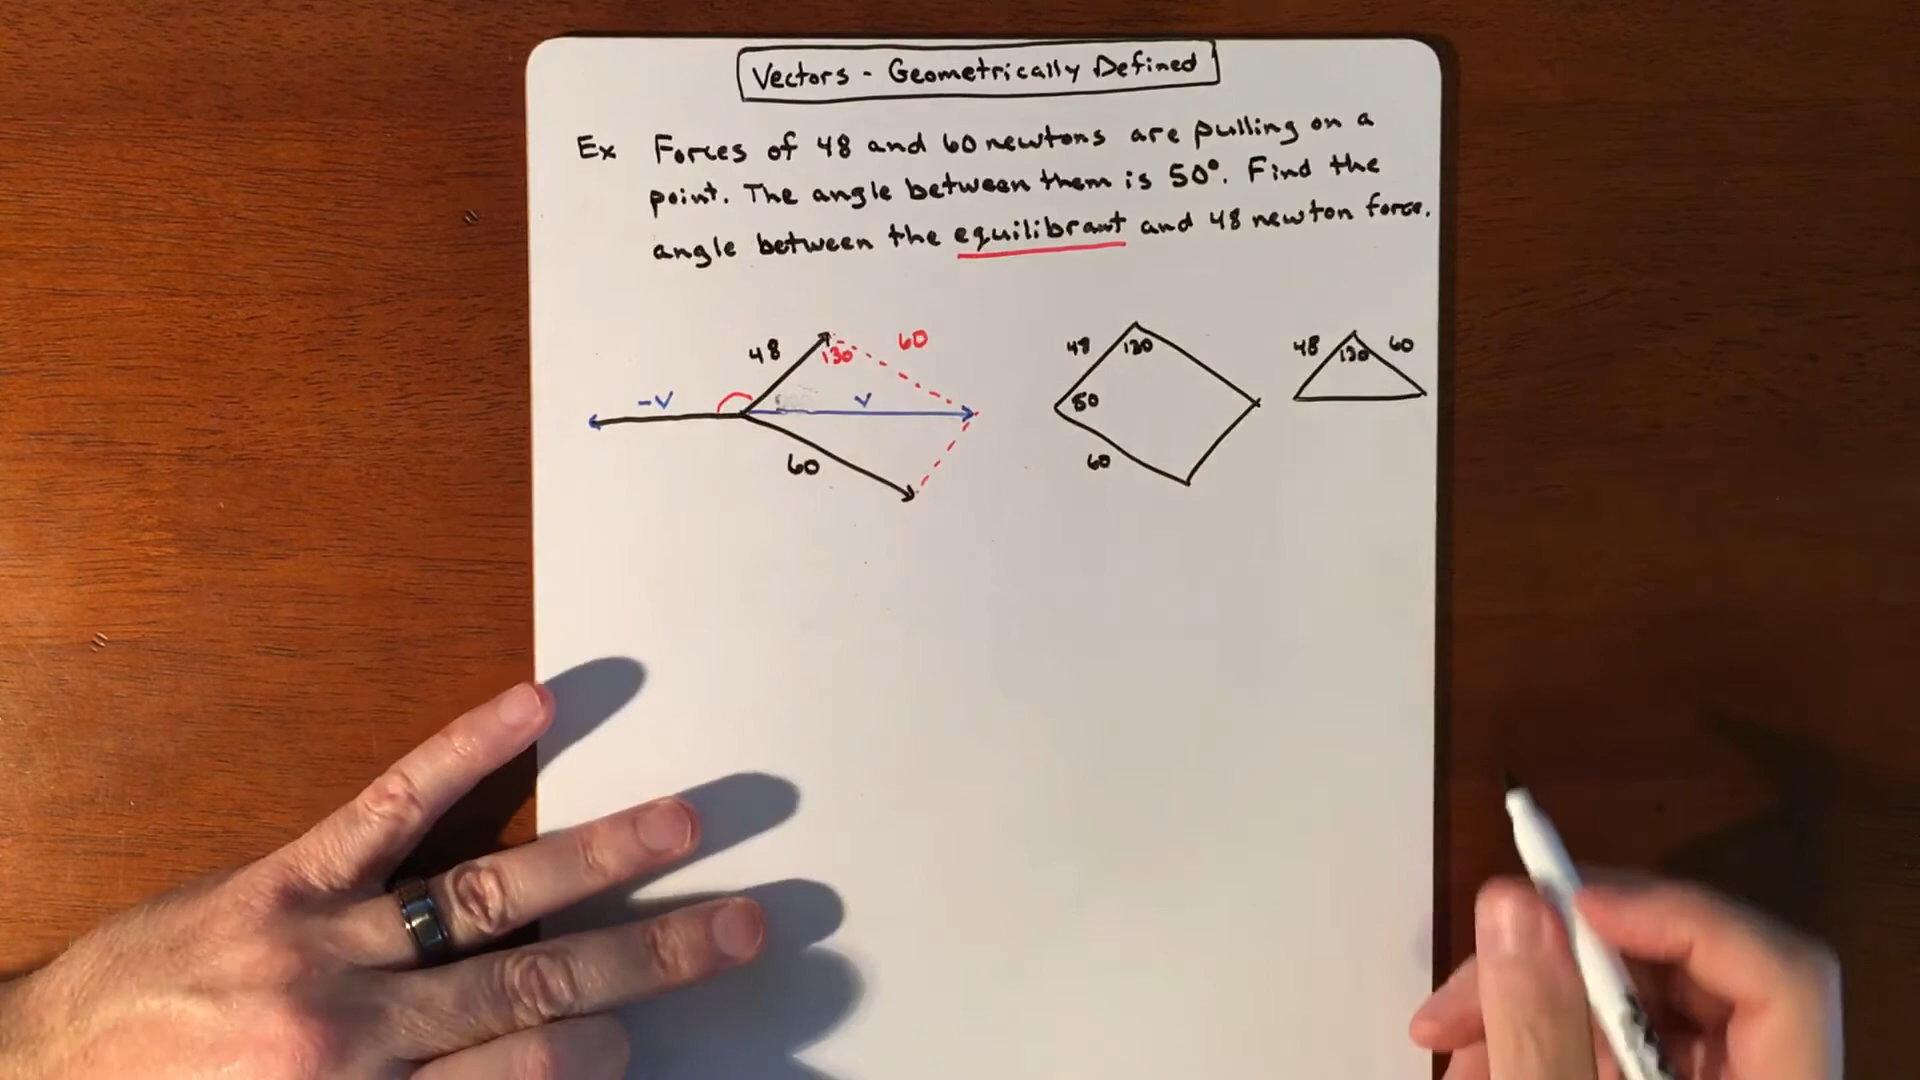 Vectors - Geometrically Defined
Ex Forces of 48 and 60 newtons are pulling on a
point. The angle between them is 50°. Find the
angle between the equilibrant and 48 newton force.
48 130 60
-V V
60
48 130
50
60
48 130 60